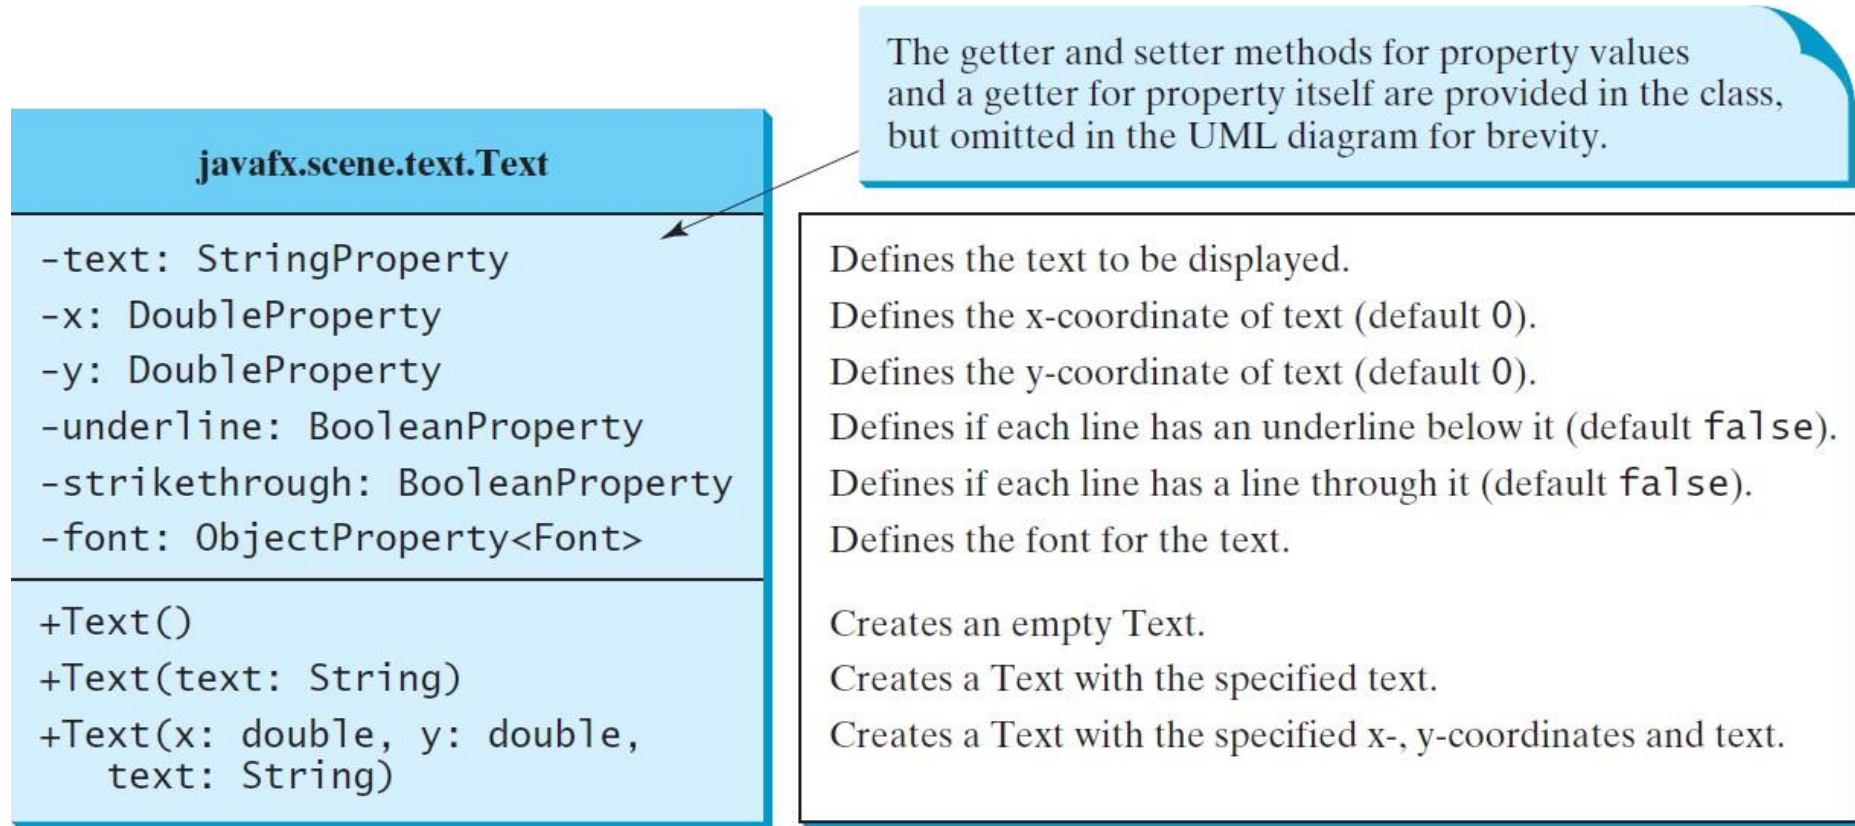 The getter and setter methods for property values
and a getter for property itself are provided in the class,
but omitted in the UML diagram for brevity.
javafx.scene.text.Text
-text: StringProperty
-x: DoubleProperty
-y: DoubleProperty
-underline: BooleanProperty
-strikethrough: BooleanProperty
-font: ObjectProperty<Font>
+Text()
+Text(text: String)
+Text(x: double, y: double,
text: String)
Defines the text to be displayed.
Defines the x-coordinate of text (default 0).
Defines the y-coordinate of text (default 0).
Defines if each line has an underline below it (default false).
Defines if each line has a line through it (default false).
Defines the font for the text.
Creates an empty Text.
Creates a Text with the specified text.
Creates a Text with the specified x-, y-coordinates and text.